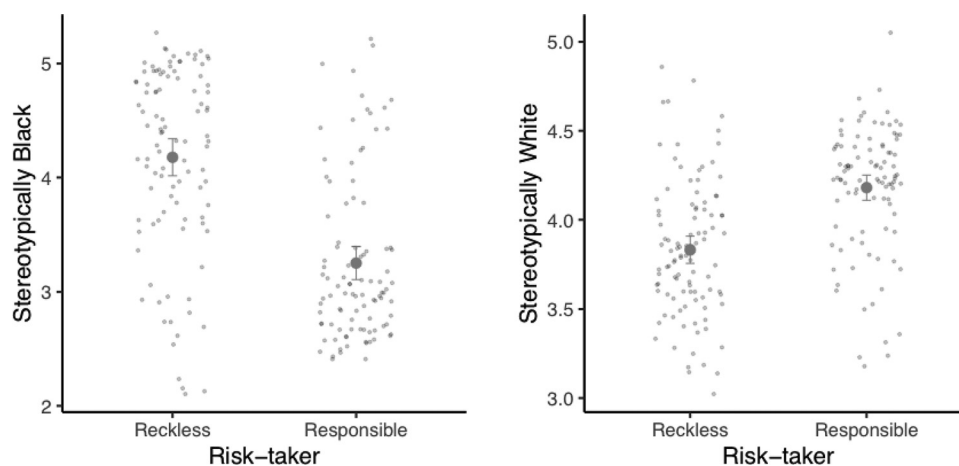 Stereotypically Black
5
4
3
2
Reckless Responsible
Risk−taker
Stereotypically White
5.0
4.5
4.0
3.5
3.0
Reckless Responsible
Risk−taker